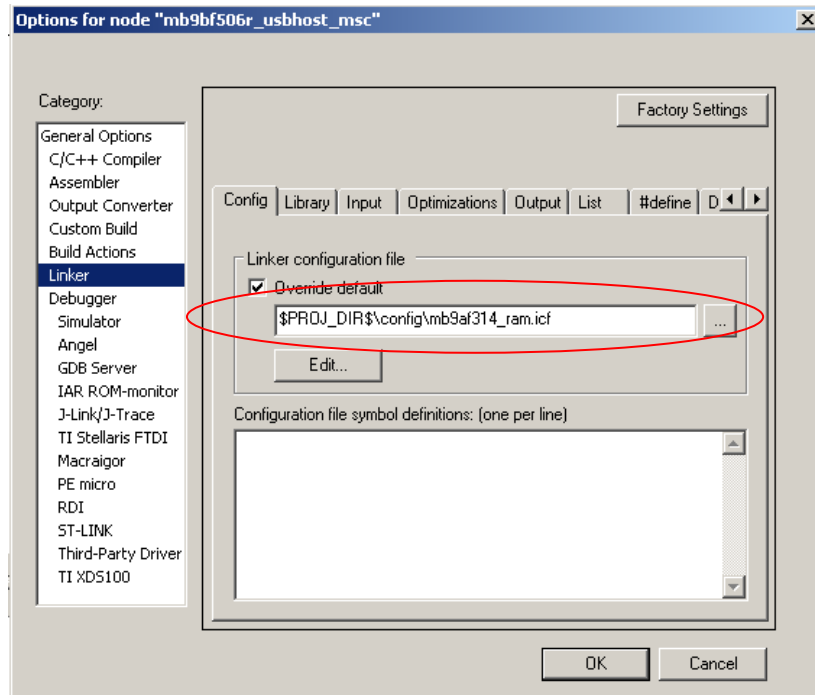 Options for node "mb9bf506r_usbhost_msc"
Category:
Factory Settings
General Options
C/C++ Compiler
Assembler
Output Converter
Custom Build
Build Actions
Linker
Debugger
Simulator
Angel
GDB Server
IAR ROM-monitor
J-Link/J-Trace
TI Stellaris FTDI
Macraigor
PE micro
RDI
ST-LINK
Third-Party Driver
TI XDS100
Config Library Input Optimizations Output List #define D
Linker configuration file
Override default
$PROJ_DIR$\config\mb9af314_ram.icf
...
Edit...
Configuration file symbol definitions: (one per line)
OK Cancel